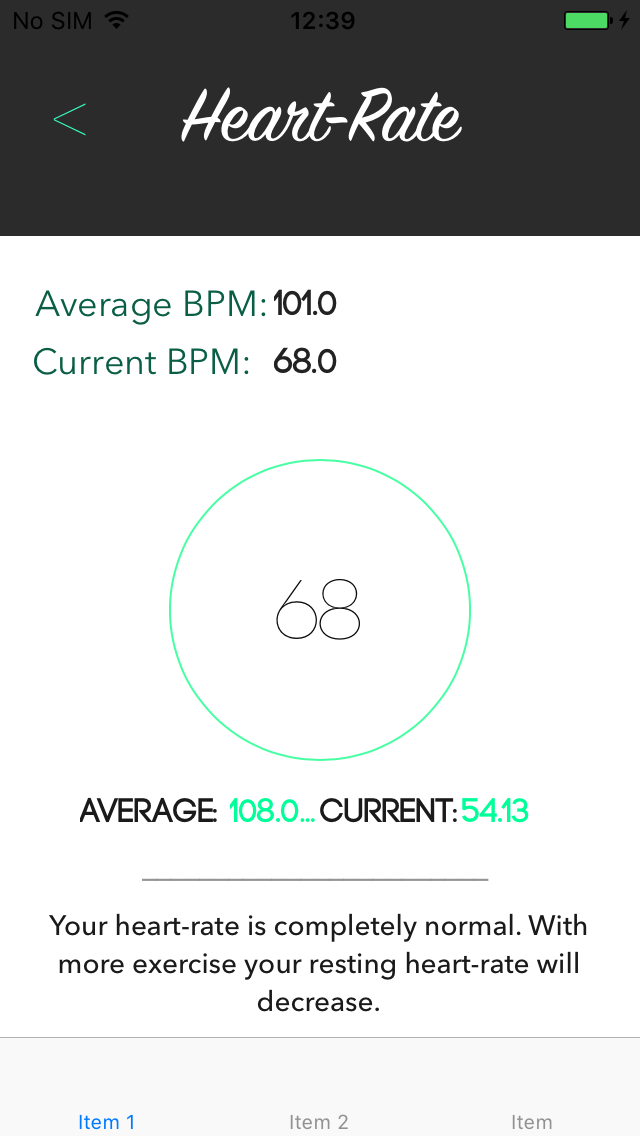 No SIM 12:39
<
Heart-Rate
Average BPM: 101.0
Current BPM: 68.0
68
AVERAGE: 108.0... CURRENT: 54.13
Your heart-rate is completely normal. With
more exercise your resting heart-rate will
decrease.
Item 1 Item 2 Item